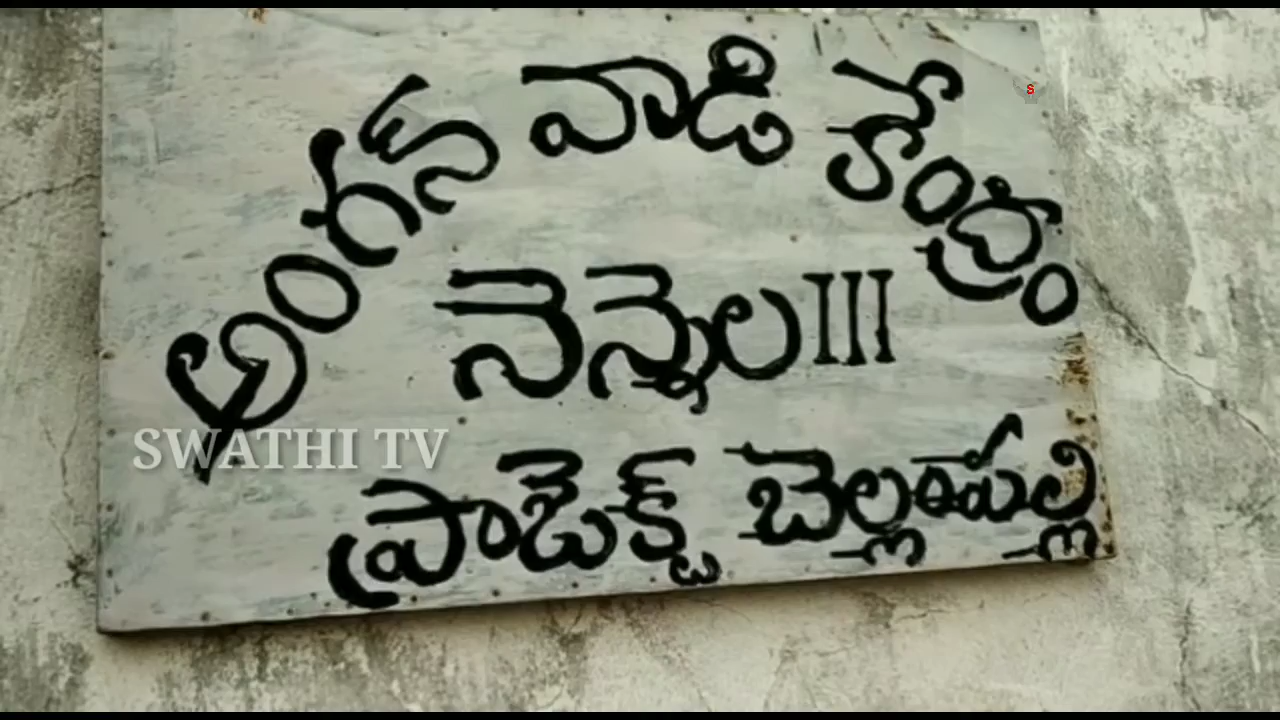 అంగన వాడి కేంద్రం
నెన్నెల III
SWATHI TV
ప్రాజెక్ట్ బెల్లంపల్లి
S